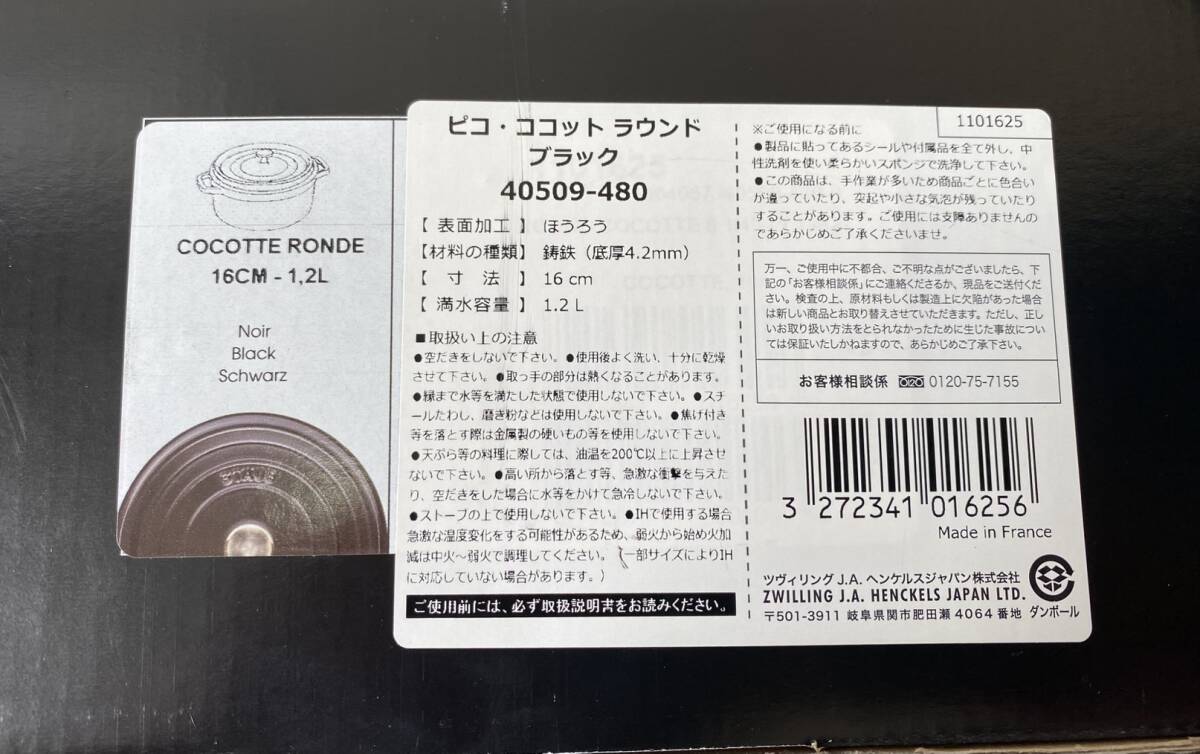 COCOTTE RONDE
16CM - 1,2L
Noir
Black
Schwarz
STAUB
ピコ・ココット ラウンド
ブラック
40509-480
【 表面加工 】 ほうろう
【材料の種類】 鋳鉄（底厚4.2mm）
【 寸 法 】 16 cm
【 満水容量 】 1.2 L
■取扱い上の注意
●空だきをしないで下さい。●使用後よく洗い、十分に乾燥
させて下さい。●取っ手の部分は熱くなることがあります。
●縁まで水等を満たした状態で使用しないで下さい。●スチ
ールたわし、磨き粉などは使用しないで下さい。●焦げ付き
等を落とす際は金属製の硬いもの等を使用しないで下さい。
●天ぷら等の料理に際しては、油温を200℃以上に上昇させ
ないで下さい。●高い所から落とす等、急激な衝撃を与えた
り、空だきをした場合に水等をかけて急冷しないで下さい。
●ストーブの上で使用しないで下さい。●IHで使用する場合
急激な温度変化をする可能性があるため、弱火から始め火加
減は中火～弱火で調理してください。（一部サイズによりIH
に対応していない場合があります。）
ご使用前には、必ず取扱説明書をお読みください。
1101625
※ご使用になる前に
●製品に貼ってあるシールや付属品を全て外し、中
性洗剤を使い柔らかいスポンジで洗浄して下さい。
●この商品は、手作業が多いため商品ごとに色合い
が違っていたり、突起や小さな気泡が残っていたり
することがあります。ご使用には支障ありませんの
であらかじめご了承くださいませ。
万一、ご使用中に不都合、ご不明な点がございましたら、下
記の「お客様相談係」にご連絡くださるか、現品をご送付くださ
い。検査の上、原材料もしくは製造上に欠陥があった場合
は新しい商品とお取り替えさせていただきます。ただし、正し
いお取り扱い方法をとられなかったために生じた事故につい
ては保証いたしかねますので、あらかじめご了承下さい。
お客様相談係 0120-75-7155
3 272341 016256
Made in France
ツヴィリング J.A. ヘンケルスジャパン株式会社
ZWILLING J.A. HENCKELS JAPAN LTD.
〒501-3911 岐阜県関市肥田瀬 4064 番地
ダンボール